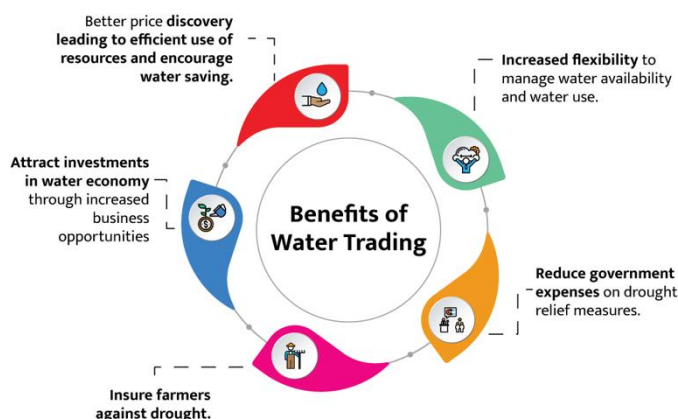 Better price discovery
leading to efficient use of
resources and encourage
water saving.
Increased flexibility to
manage water availability
and water use.
Attract investments
in water economy
through increased
business
opportunities
Benefits of
Water Trading
Reduce government
expenses on drought
relief measures.
Insure farmers
against drought.
$